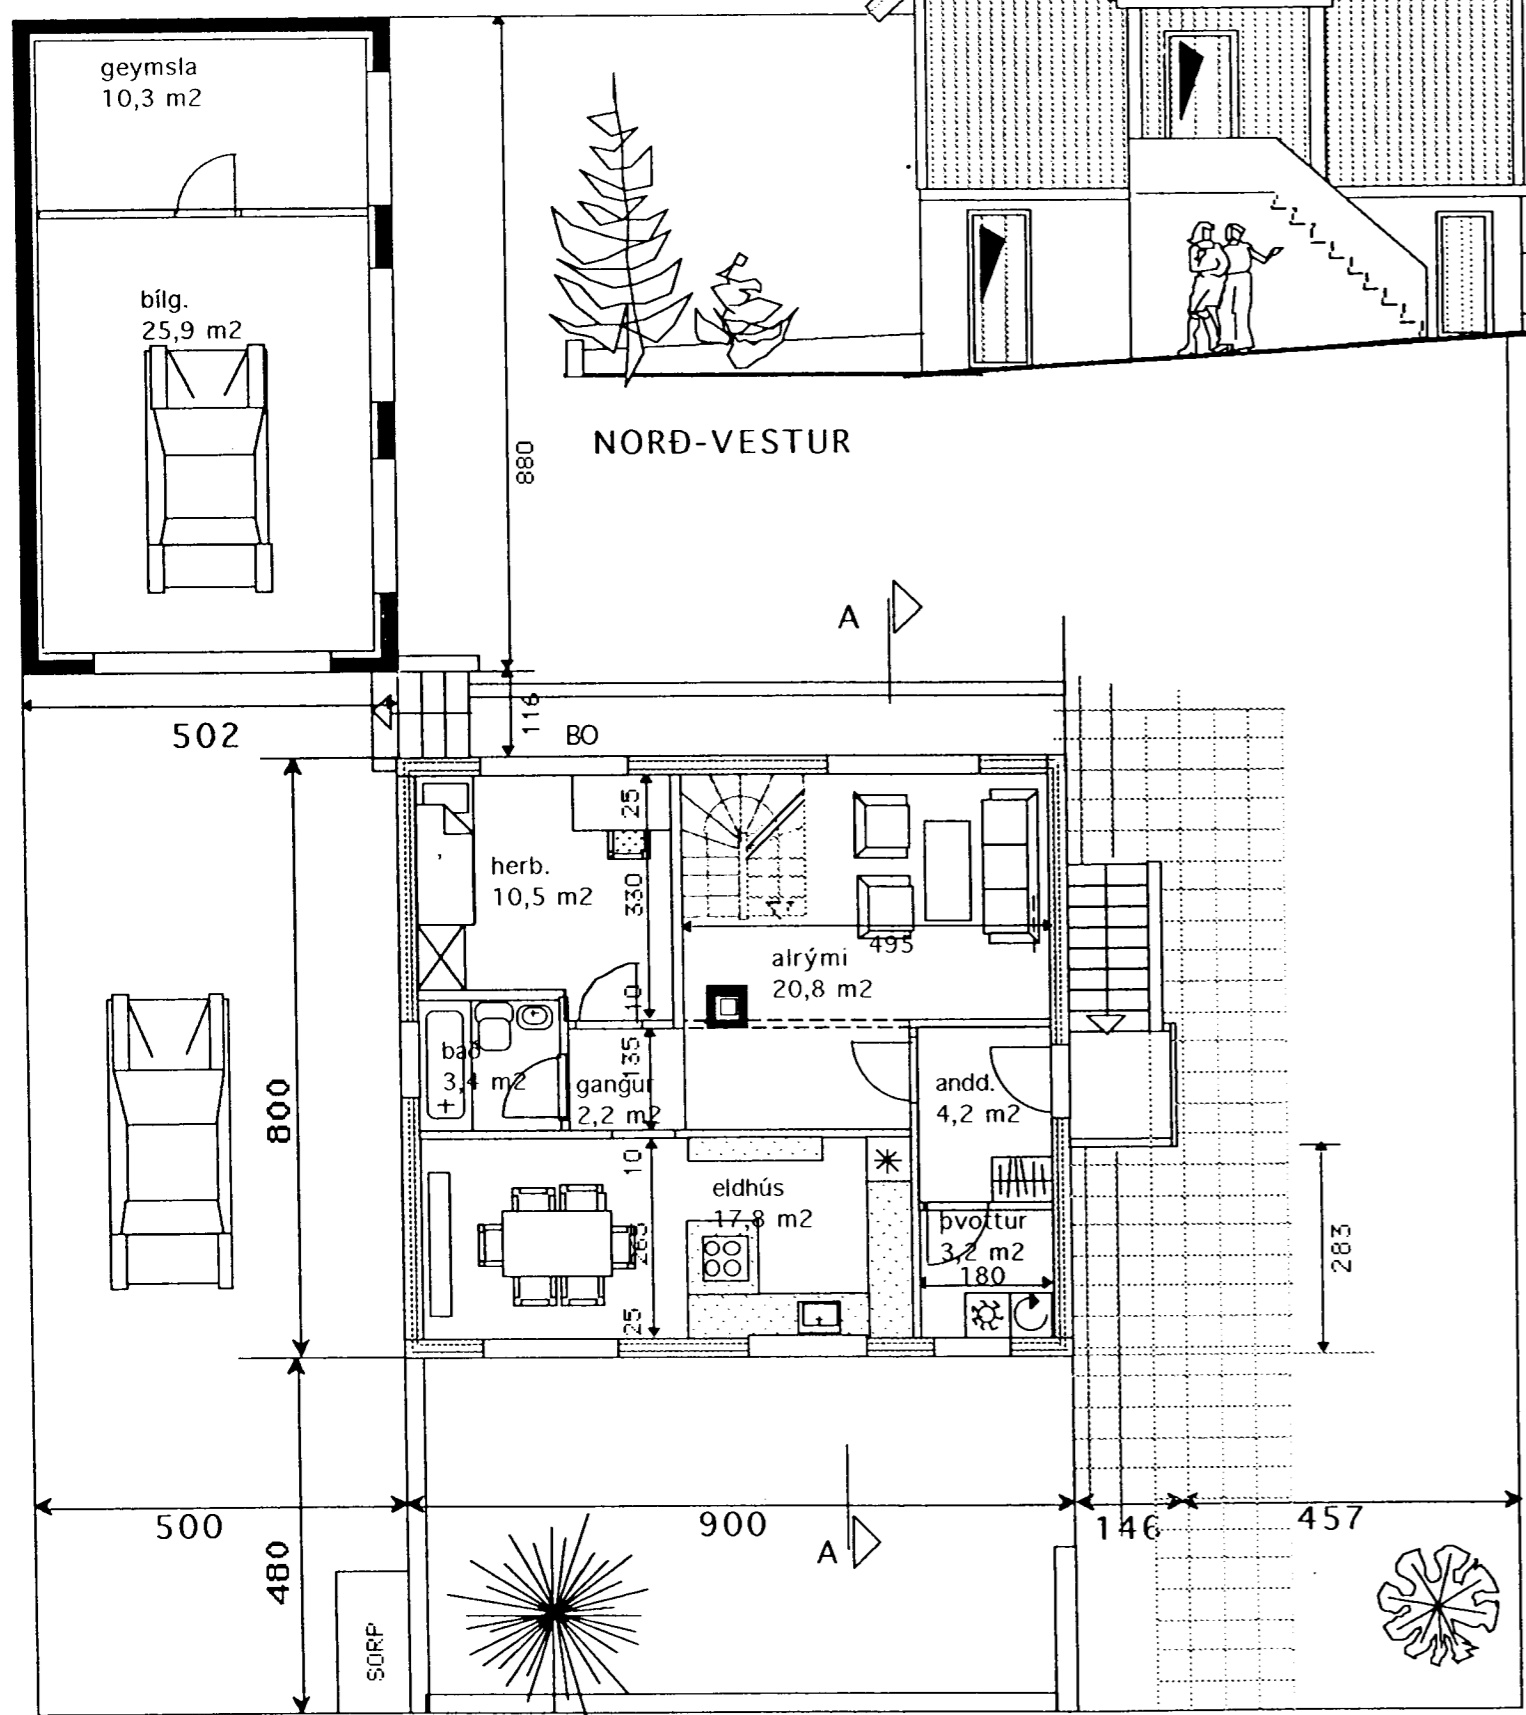 geymsla
10,3 m2
bílg.
25,9 m2
880
NORÐ-VESTUR
A
502
116
BO
25
herb.
10,5 m2
330
495
alrými
20,8 m2
10
bað
3,4 m2
135
gangur
2,2 m2
andd.
4,2 m2
800
10
eldhús
17,8 m2
þvottur
3,2 m2
180
283
265
25
500
900
146
457
A
480
SORP